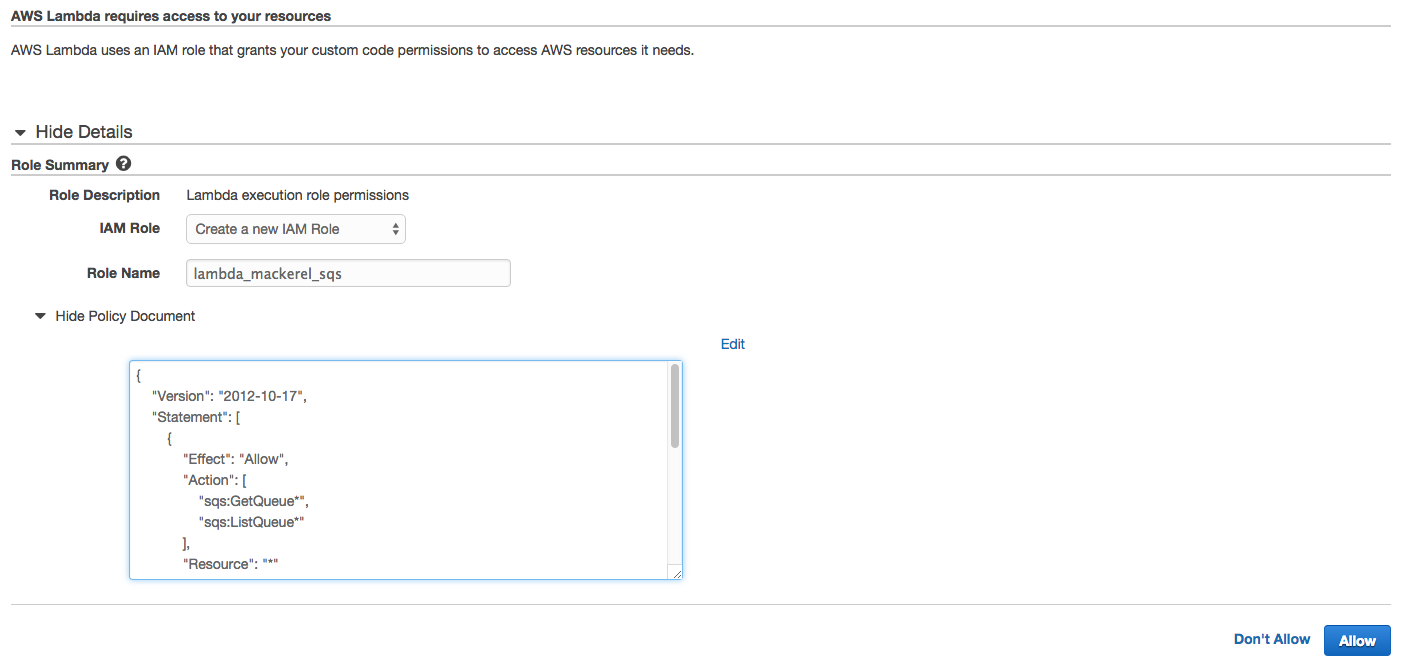 AWS Lambda requires access to your resources
AWS Lambda uses an IAM role that grants your custom code permissions to access AWS resources it needs.
Hide Details
Role Summary ?
Role Description Lambda execution role permissions
IAM Role Create a new IAM Role
Role Name lambda_mackerel_sqs
Hide Policy Document
Edit
{
"Version": "2012-10-17",
"Statement": [
{
"Effect": "Allow",
"Action": [
"sqs:GetQueue*",
"sqs:ListQueue*"
],
"Resource": "*"
Don't Allow Allow